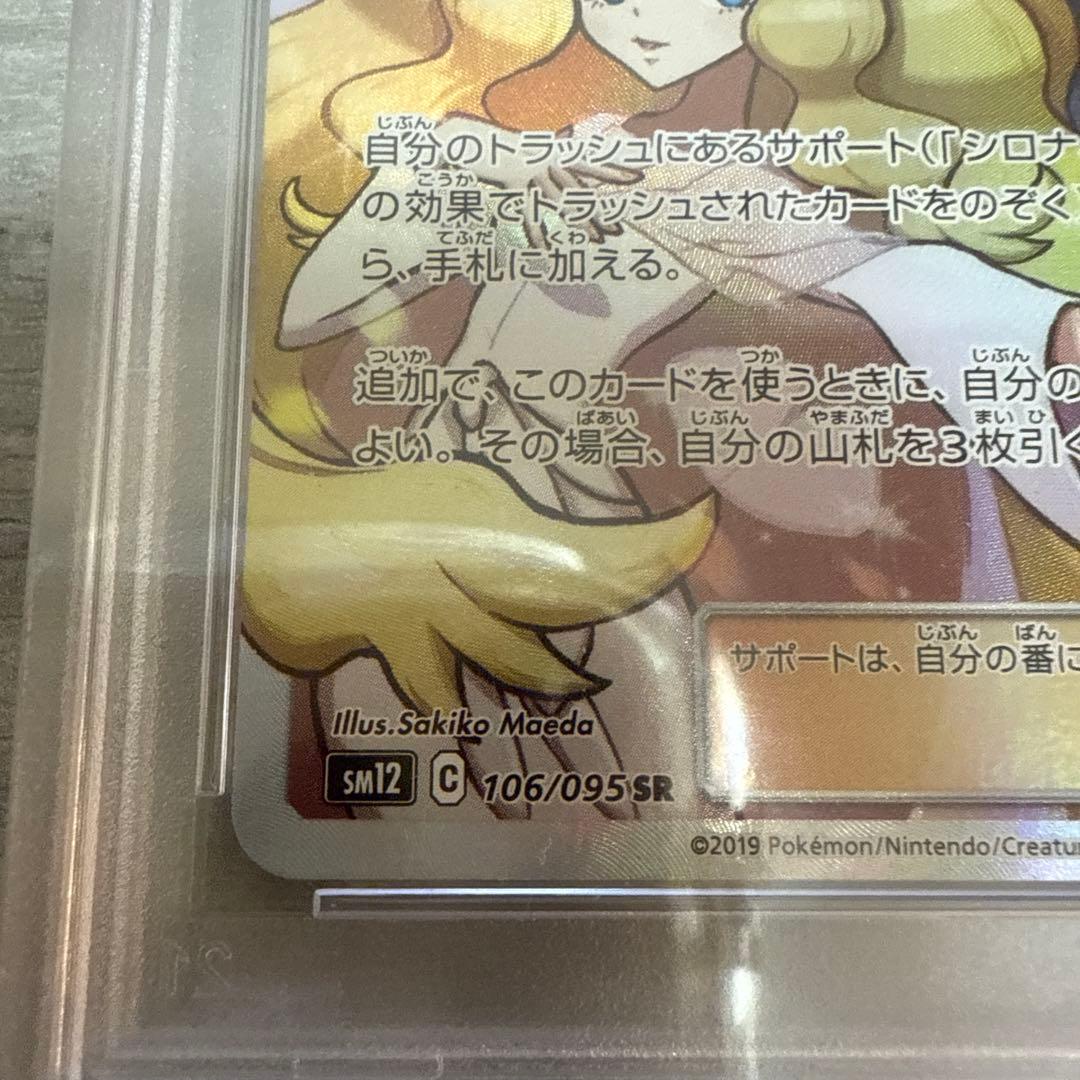 自分のトラッシュにあるサポート(「シロナ
の効果でトラッシュされたカードをのぞく
ら、手札に加える。
追加で、このカードを使うときに、自分の
よい。その場合、自分の山札を3枚引く
サポートは、自分の番に
Illus.Sakiko Maeda
SM12 C 106/095 SR
©2019 Pokémon/Nintendo/Creatur